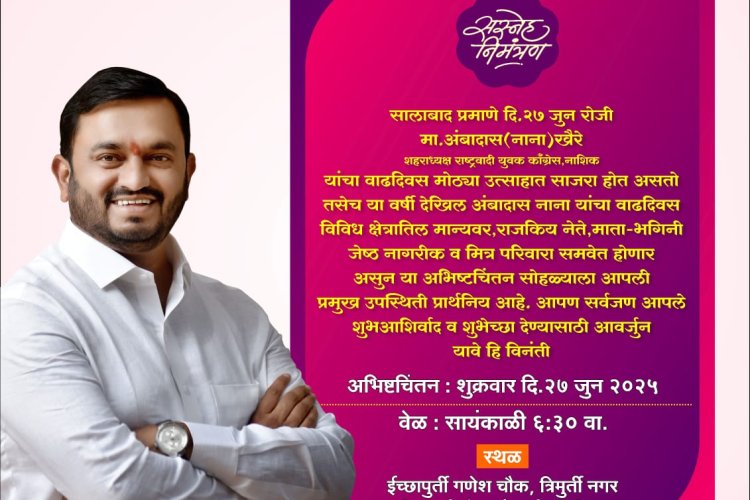 सस्नेह
निमंत्रण
सालाबाद प्रमाणे दि.२७ जुन रोजी
मा.अंबादास(नाना)खैरे
शहराध्यक्ष राष्ट्रवादी युवक काँग्रेस,नाशिक
यांचा वाढदिवस मोठ्या उत्साहात साजरा होत असतो
तसेच या वर्षी देखिल अंबादास नाना यांचा वाढदिवस
विविध क्षेत्रातिल मान्यवर,राजकिय नेते,माता-भगिनी
जेष्ठ नागरीक व मित्र परिवारा समवेत होणार
असुन या अभिष्टचिंतन सोहळ्याला आपली
प्रमुख उपस्थिती प्रार्थनिय आहे. आपण सर्वजण आपले
शुभआशिर्वाद व शुभेच्छा देण्यासाठी आवर्जुन
यावे हि विनंती
अभिष्टचिंतन : शुक्रवार दि.२७ जुन २०२५
वेळ : सायंकाळी ६:३० वा.
स्थळ
ईच्छापुर्ती गणेश चौक, त्रिमुर्ती नगर